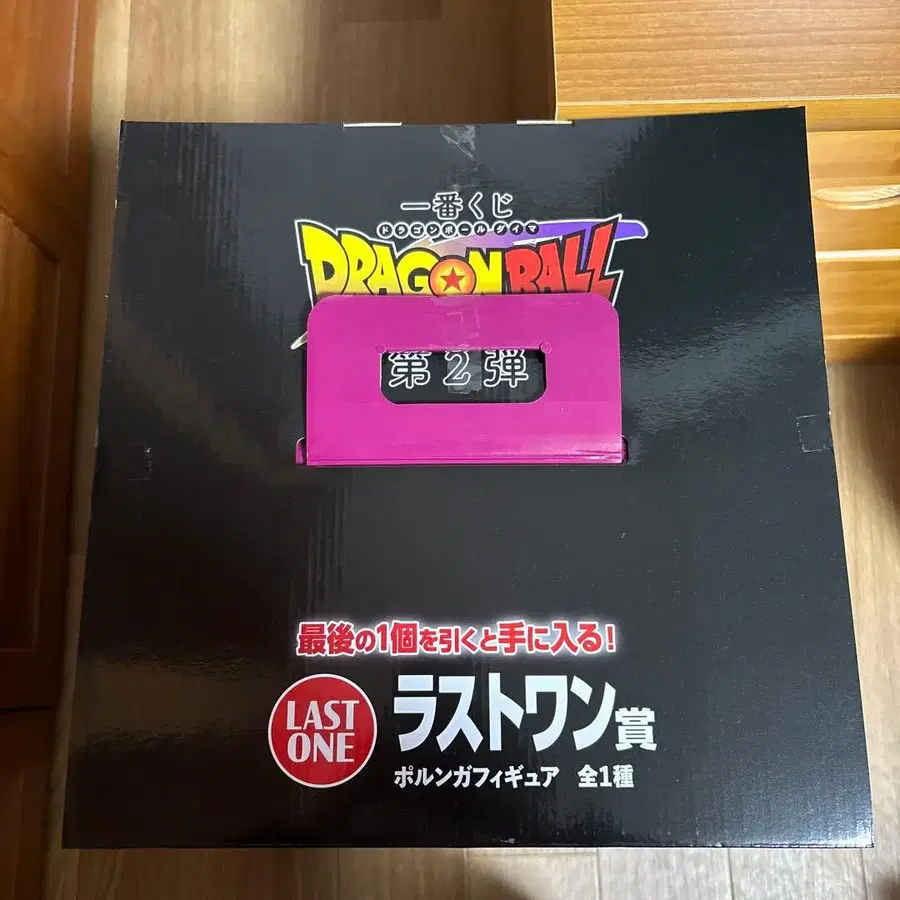 一番くじ
ドラゴンボールダイマ
DRAGON BALL
第2弾
最後の1個を引くと手に入る!
LAST
ONE
ラストワン賞
ポルンガフィギュア 全1種